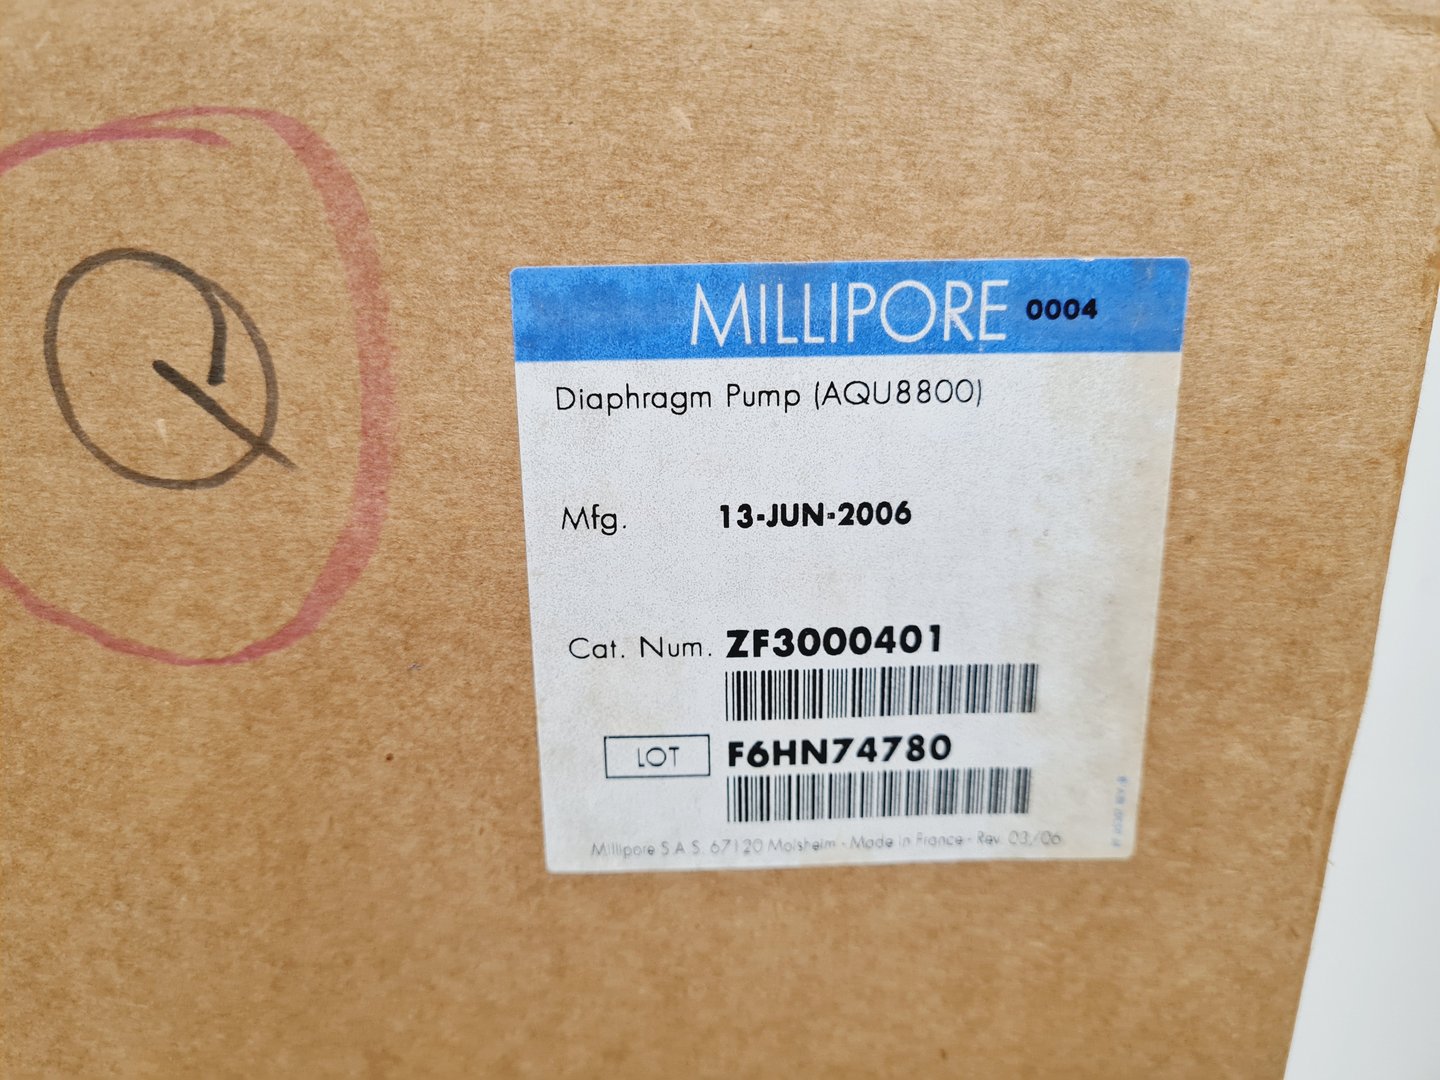 Q
MILLIPORE 0004
Diaphragm Pump (AQU8800)
Mfg. 13-JUN-2006
Cat. Num. ZF3000401
LOT F6HN74780
Millipore S.A.S. 67120 Molsheim - Made in France - Rev. 03/06